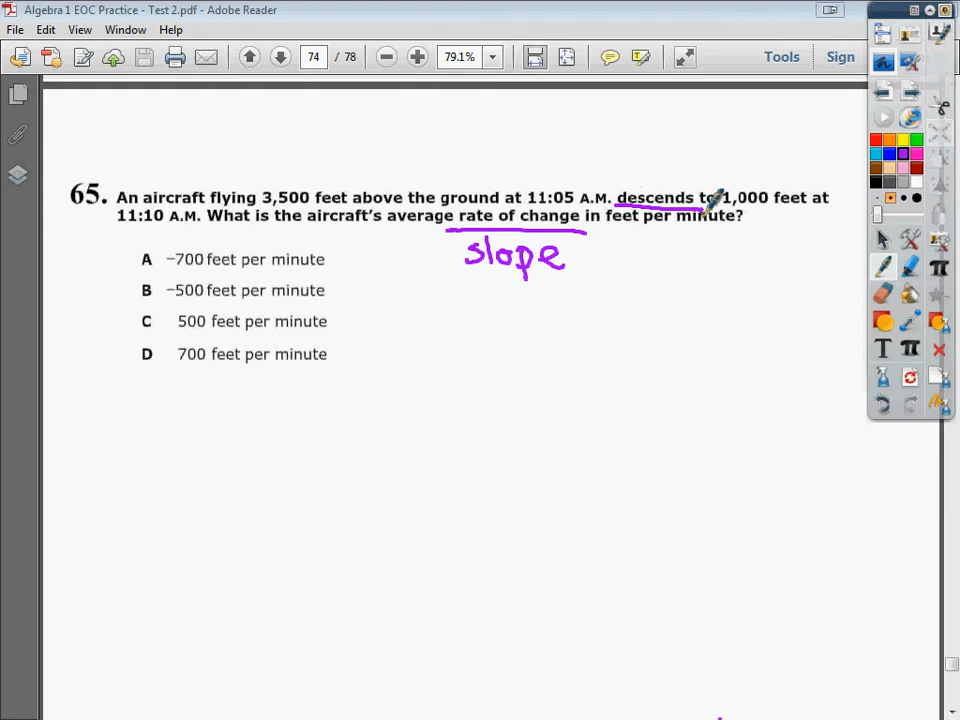 Algebra 1 EOC Practice - Test 2.pdf - Adobe Reader
File Edit View Window Help
74 / 78 79.1% Tools Sign
65. An aircraft flying 3,500 feet above the ground at 11:05 A.M. descends to 1,000 feet at
11:10 A.M. What is the aircraft's average rate of change in feet per minute?
slope
A −700 feet per minute
B −500 feet per minute
C 500 feet per minute
D 700 feet per minute